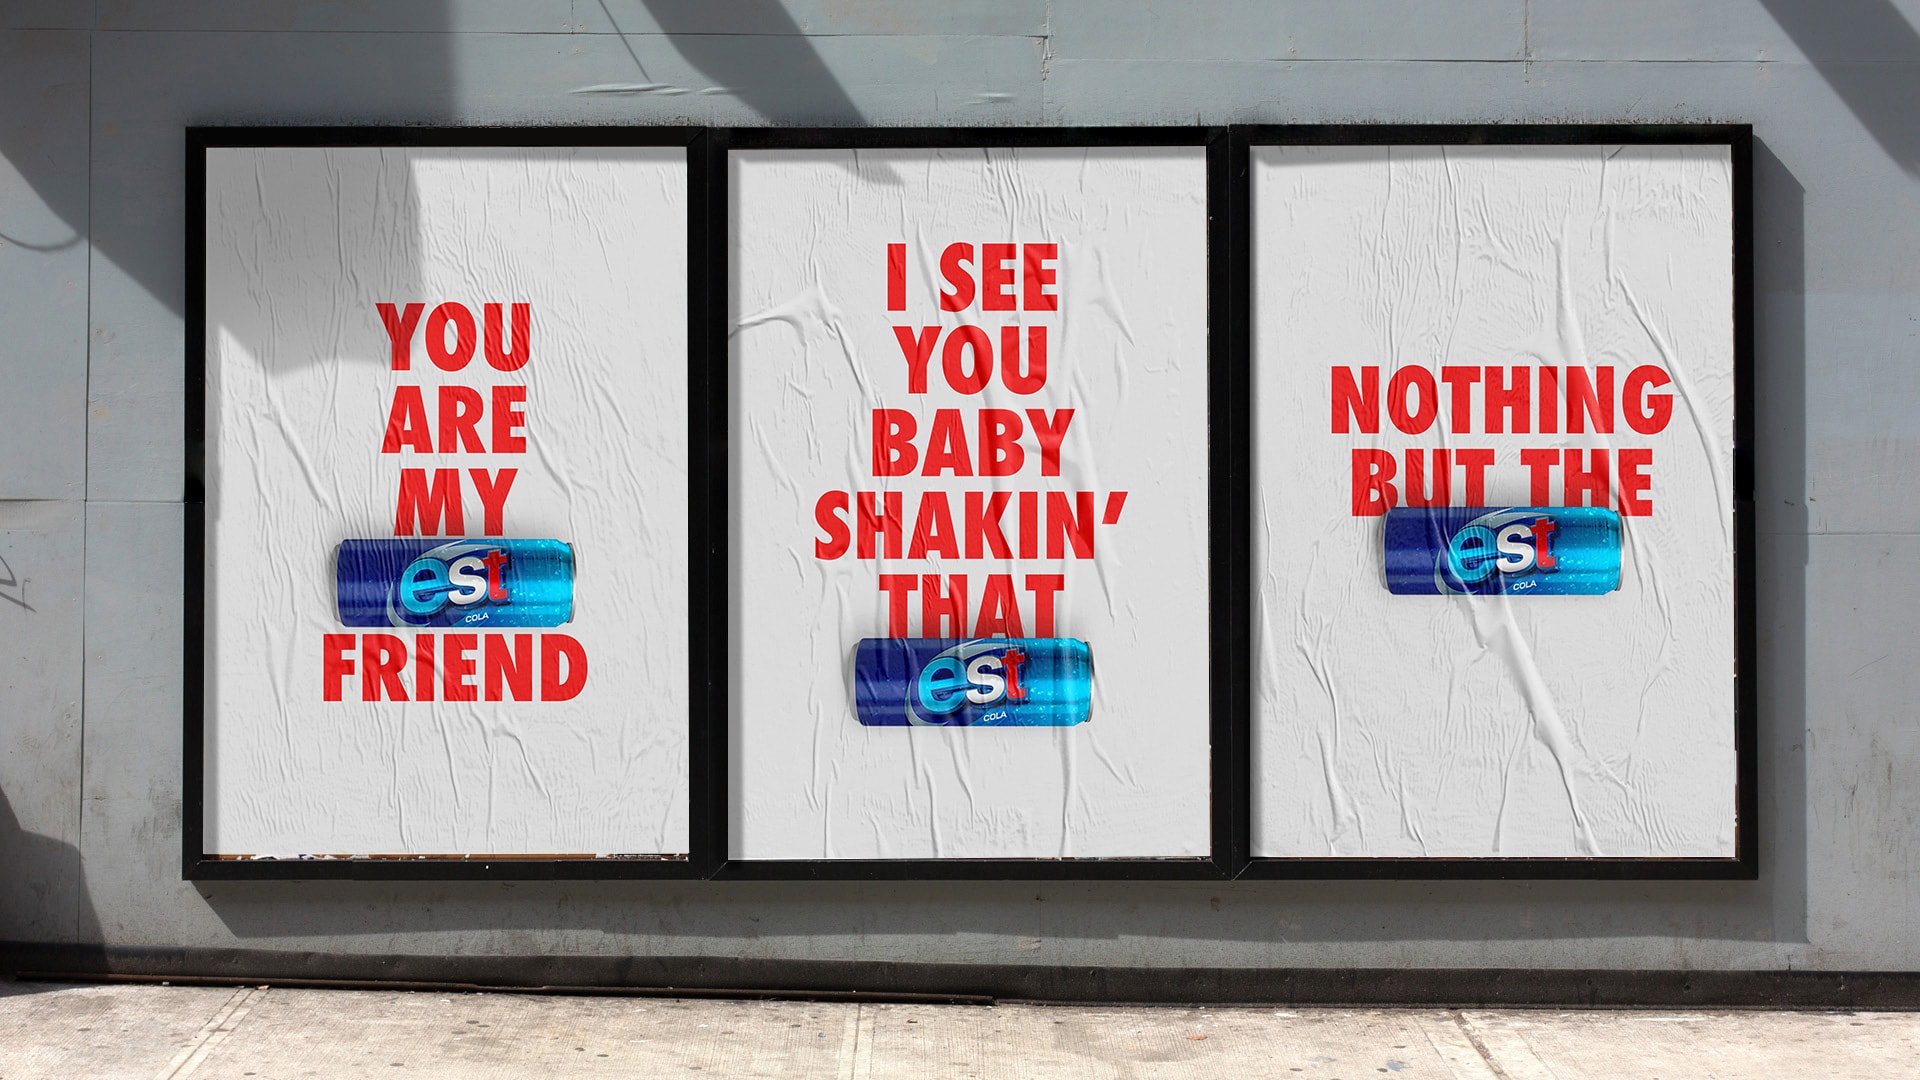 YOU
ARE
MY
est
COLA
FRIEND
I SEE
YOU
BABY
SHAKIN'
THAT
est
COLA
NOTHING
BUT THE
est
COLA